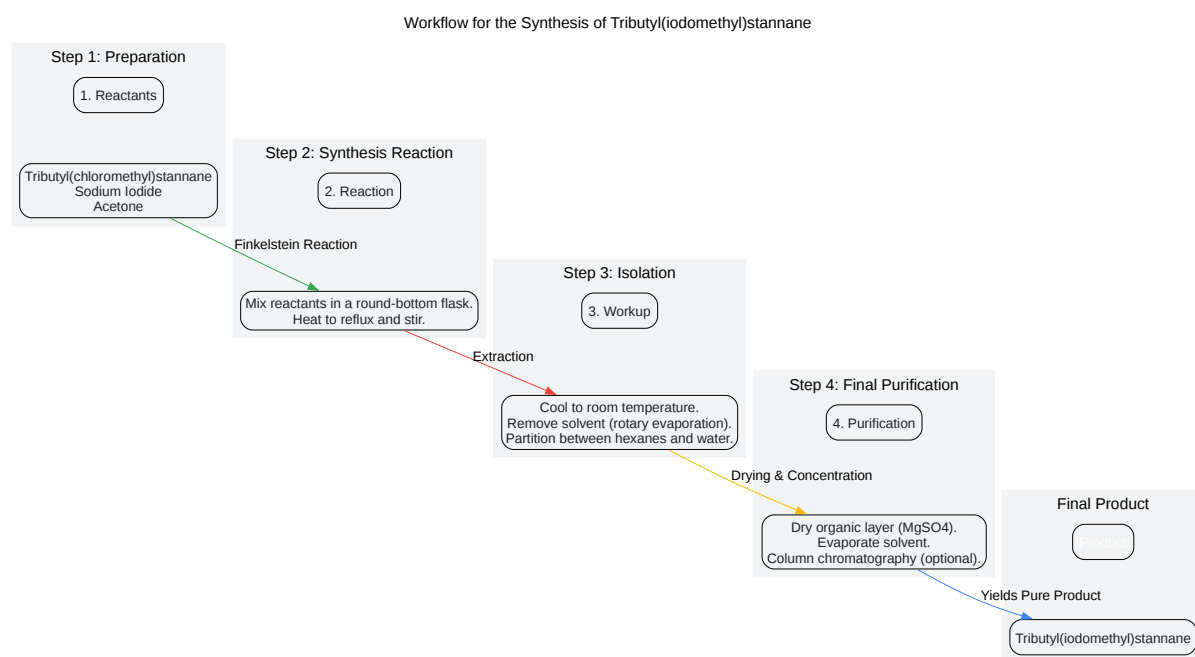 Workflow for the Synthesis of Tributyl(iodomethyl)stannane
Step 1: Preparation
1. Reactants
Tributyl(chloromethyl)stannane
Sodium Iodide
Acetone
Finkelstein Reaction
Step 2: Synthesis Reaction
2. Reaction
Mix reactants in a round-bottom flask.
Heat to reflux and stir.
Extraction
Step 3: Isolation
3. Workup
Cool to room temperature.
Remove solvent (rotary evaporation).
Partition between hexanes and water.
Drying & Concentration
Step 4: Final Purification
4. Purification
Dry organic layer (MgSO4).
Evaporate solvent.
Column chromatography (optional).
Yields Pure Product
Final Product
Product
Tributyl(iodomethyl)stannane